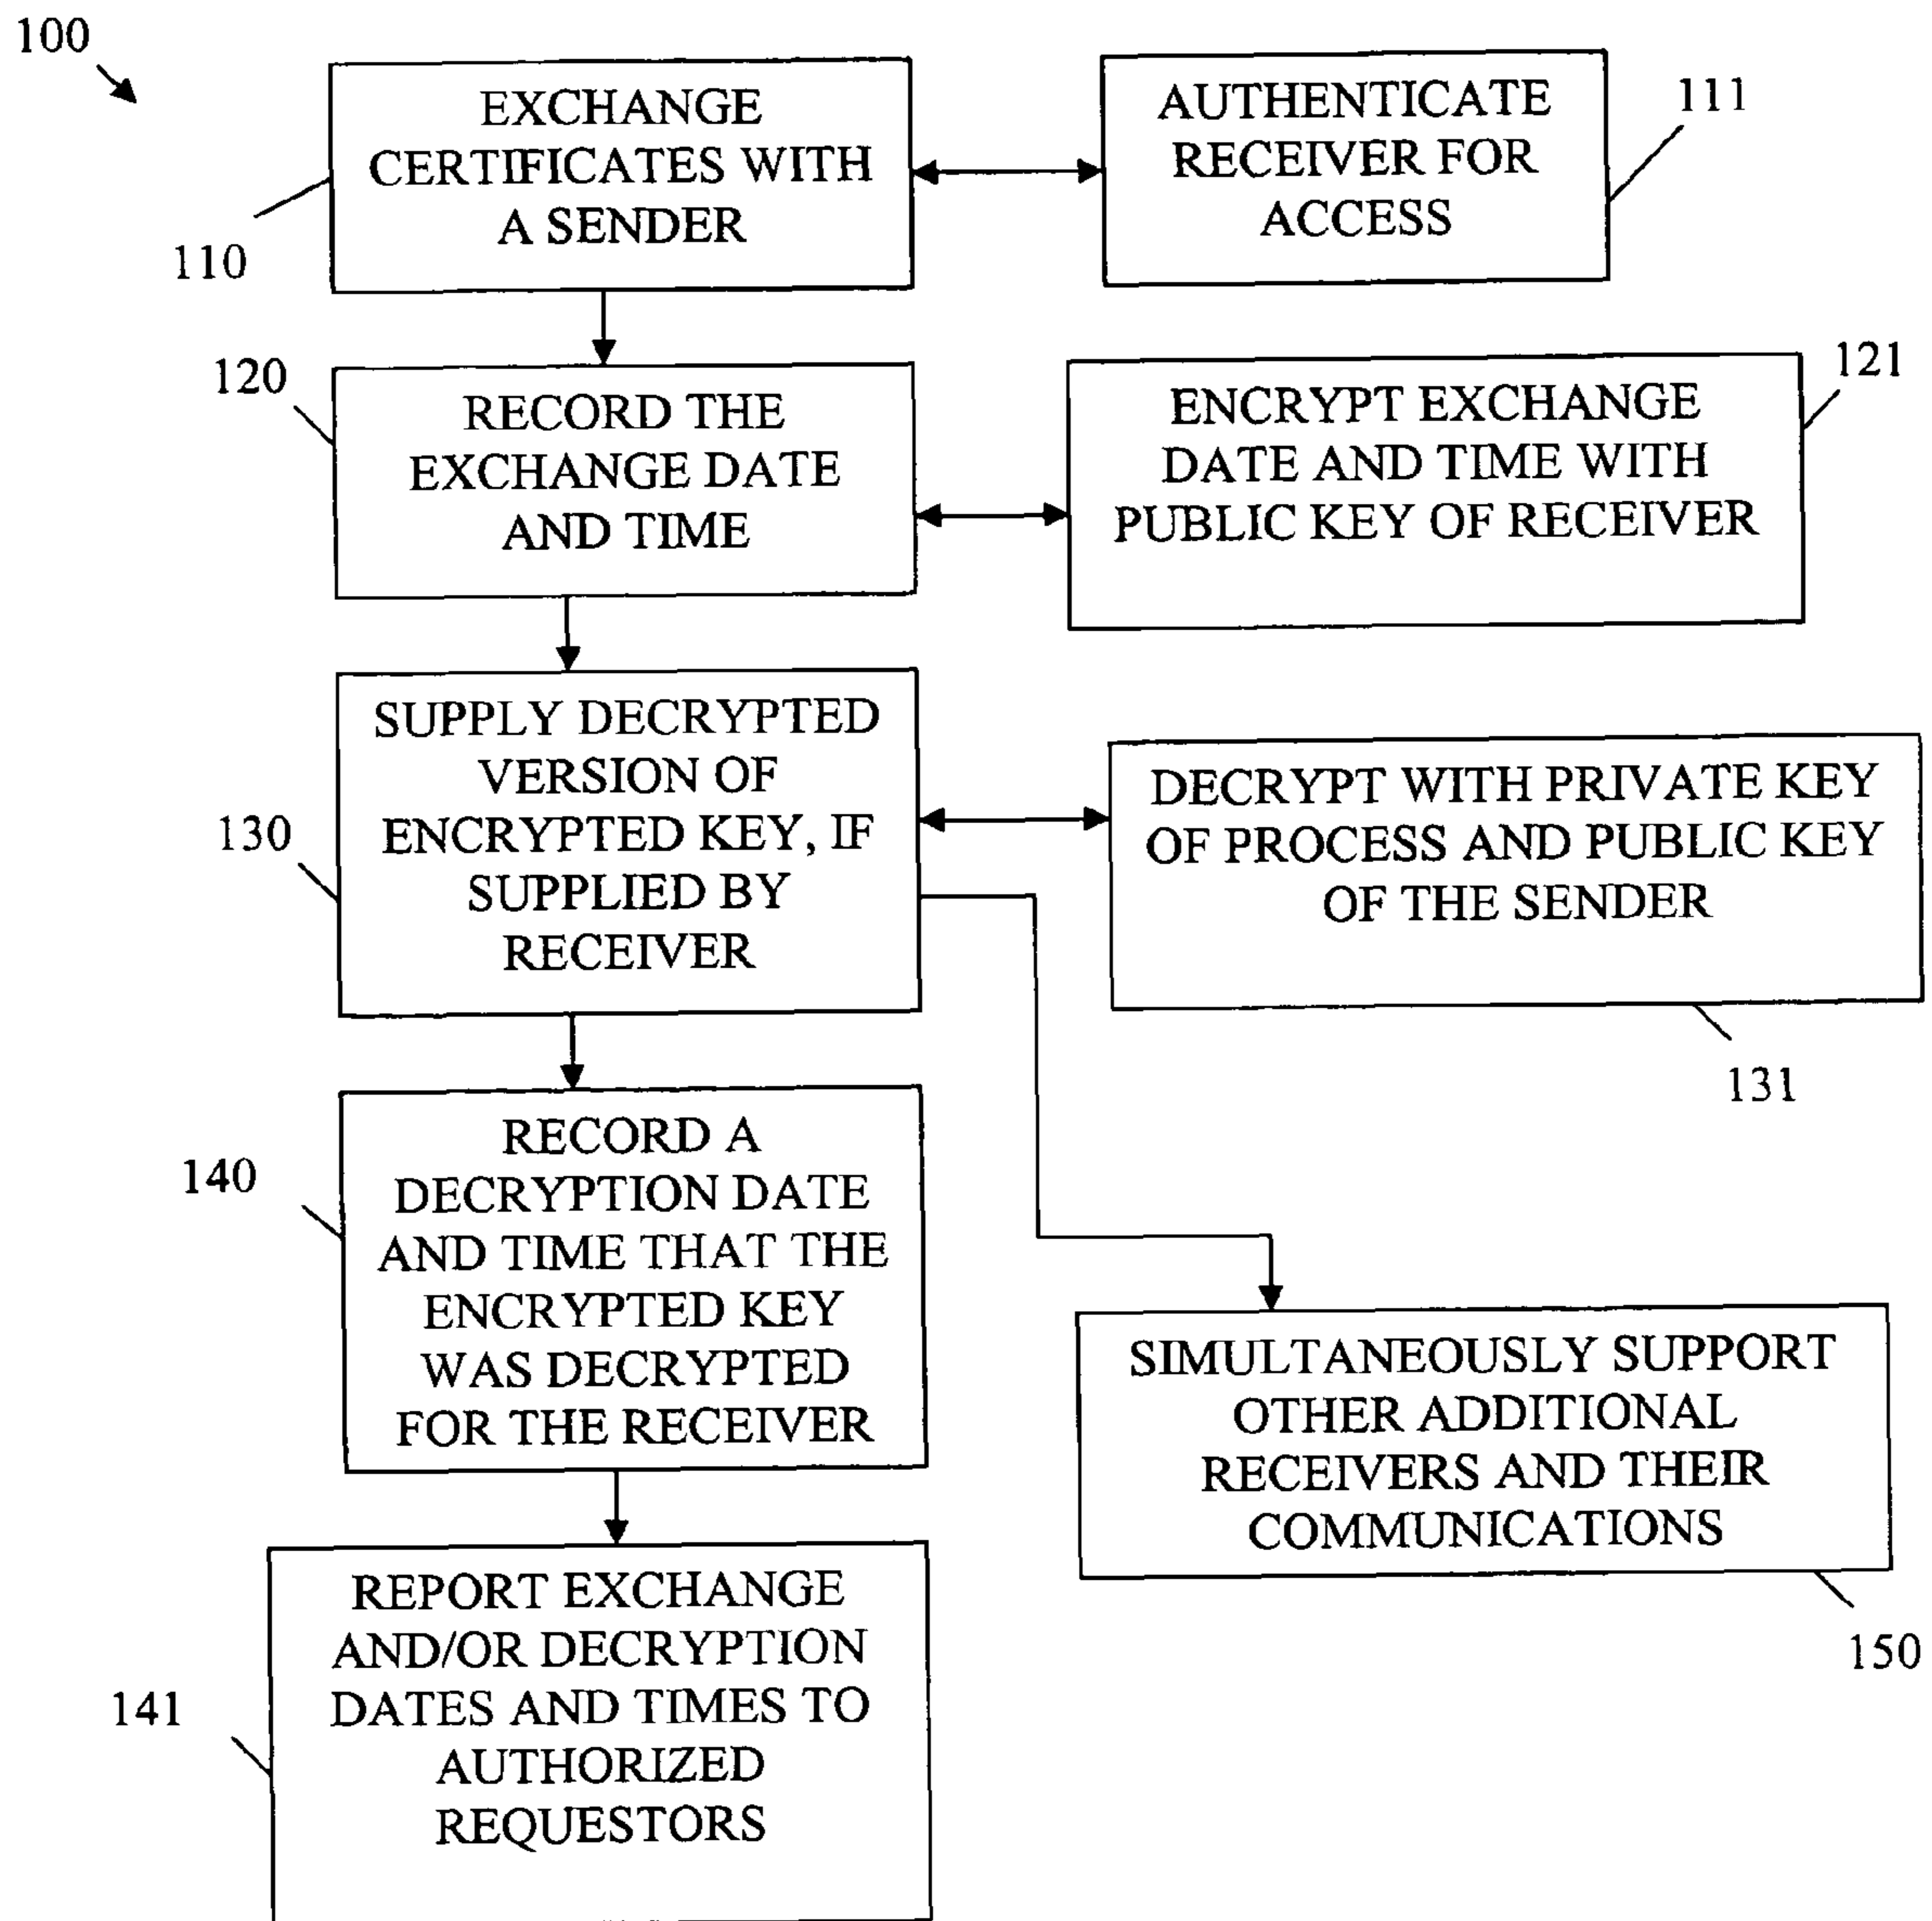 100
EXCHANGE
CERTIFICATES WITH
A SENDER
110
AUTHENTICATE
RECEIVER FOR
ACCESS
111
120
RECORD THE
EXCHANGE DATE
AND TIME
ENCRYPT EXCHANGE
DATE AND TIME WITH
PUBLIC KEY OF RECEIVER
121
130
SUPPLY DECRYPTED
VERSION OF
ENCRYPTED KEY, IF
SUPPLIED BY
RECEIVER
DECRYPT WITH PRIVATE KEY
OF PROCESS AND PUBLIC KEY
OF THE SENDER
131
140
RECORD A
DECRYPTION DATE
AND TIME THAT THE
ENCRYPTED KEY
WAS DECRYPTED
FOR THE RECEIVER
SIMULTANEOUSLY SUPPORT
OTHER ADDITIONAL
RECEIVERS AND THEIR
COMMUNICATIONS
150
141
REPORT EXCHANGE
AND/OR DECRYPTION
DATES AND TIMES TO
AUTHORIZED
REQUESTORS